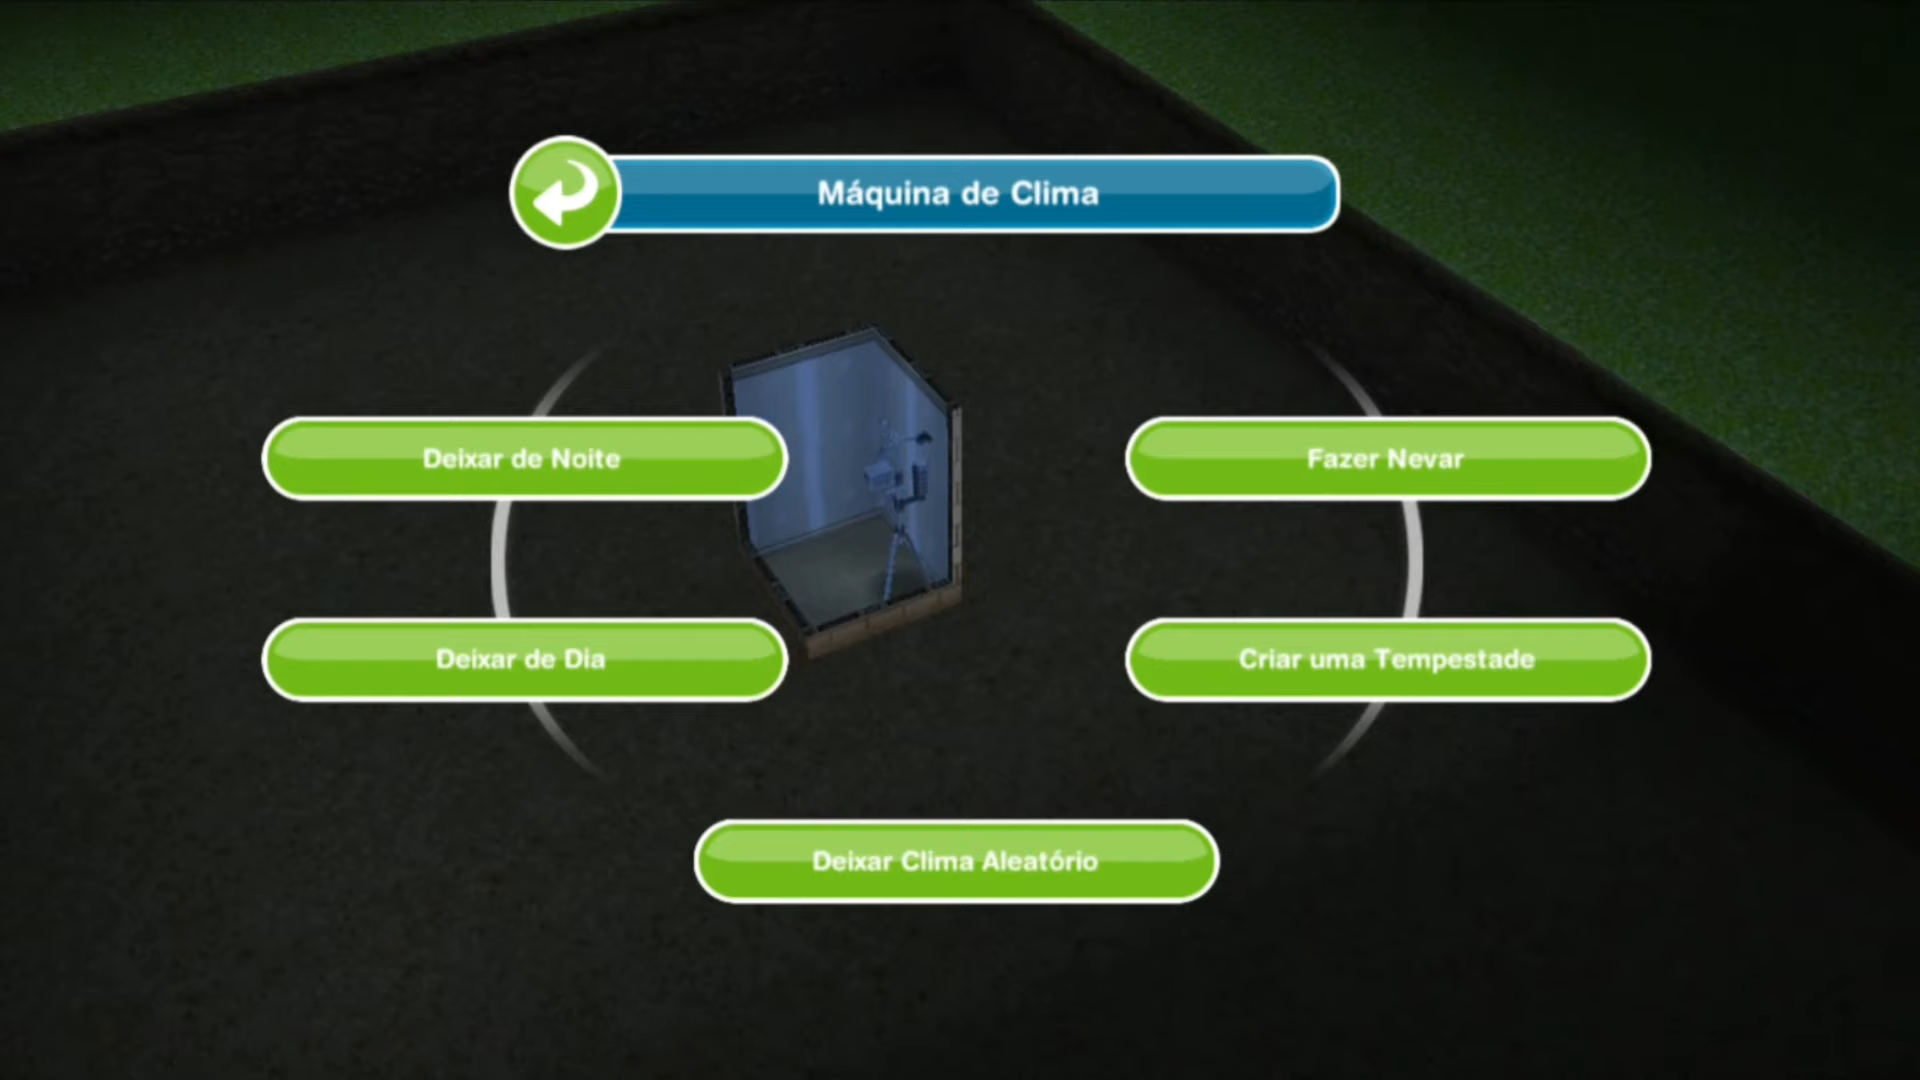 Máquina de Clima
Deixar de Noite
Fazer Nevar
Deixar de Dia
Criar uma Tempestade
Deixar Clima Aleatório